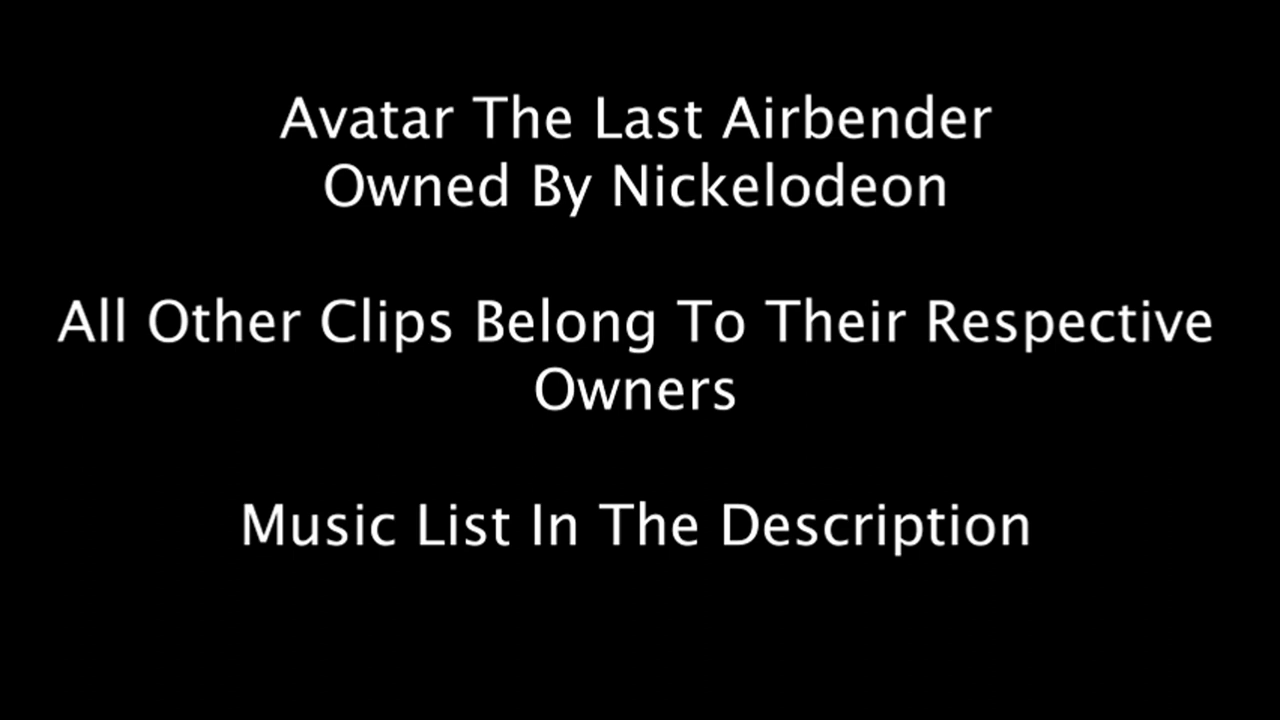 Avatar The Last Airbender
Owned By Nickelodeon
All Other Clips Belong To Their Respective
Owners
Music List In The Description